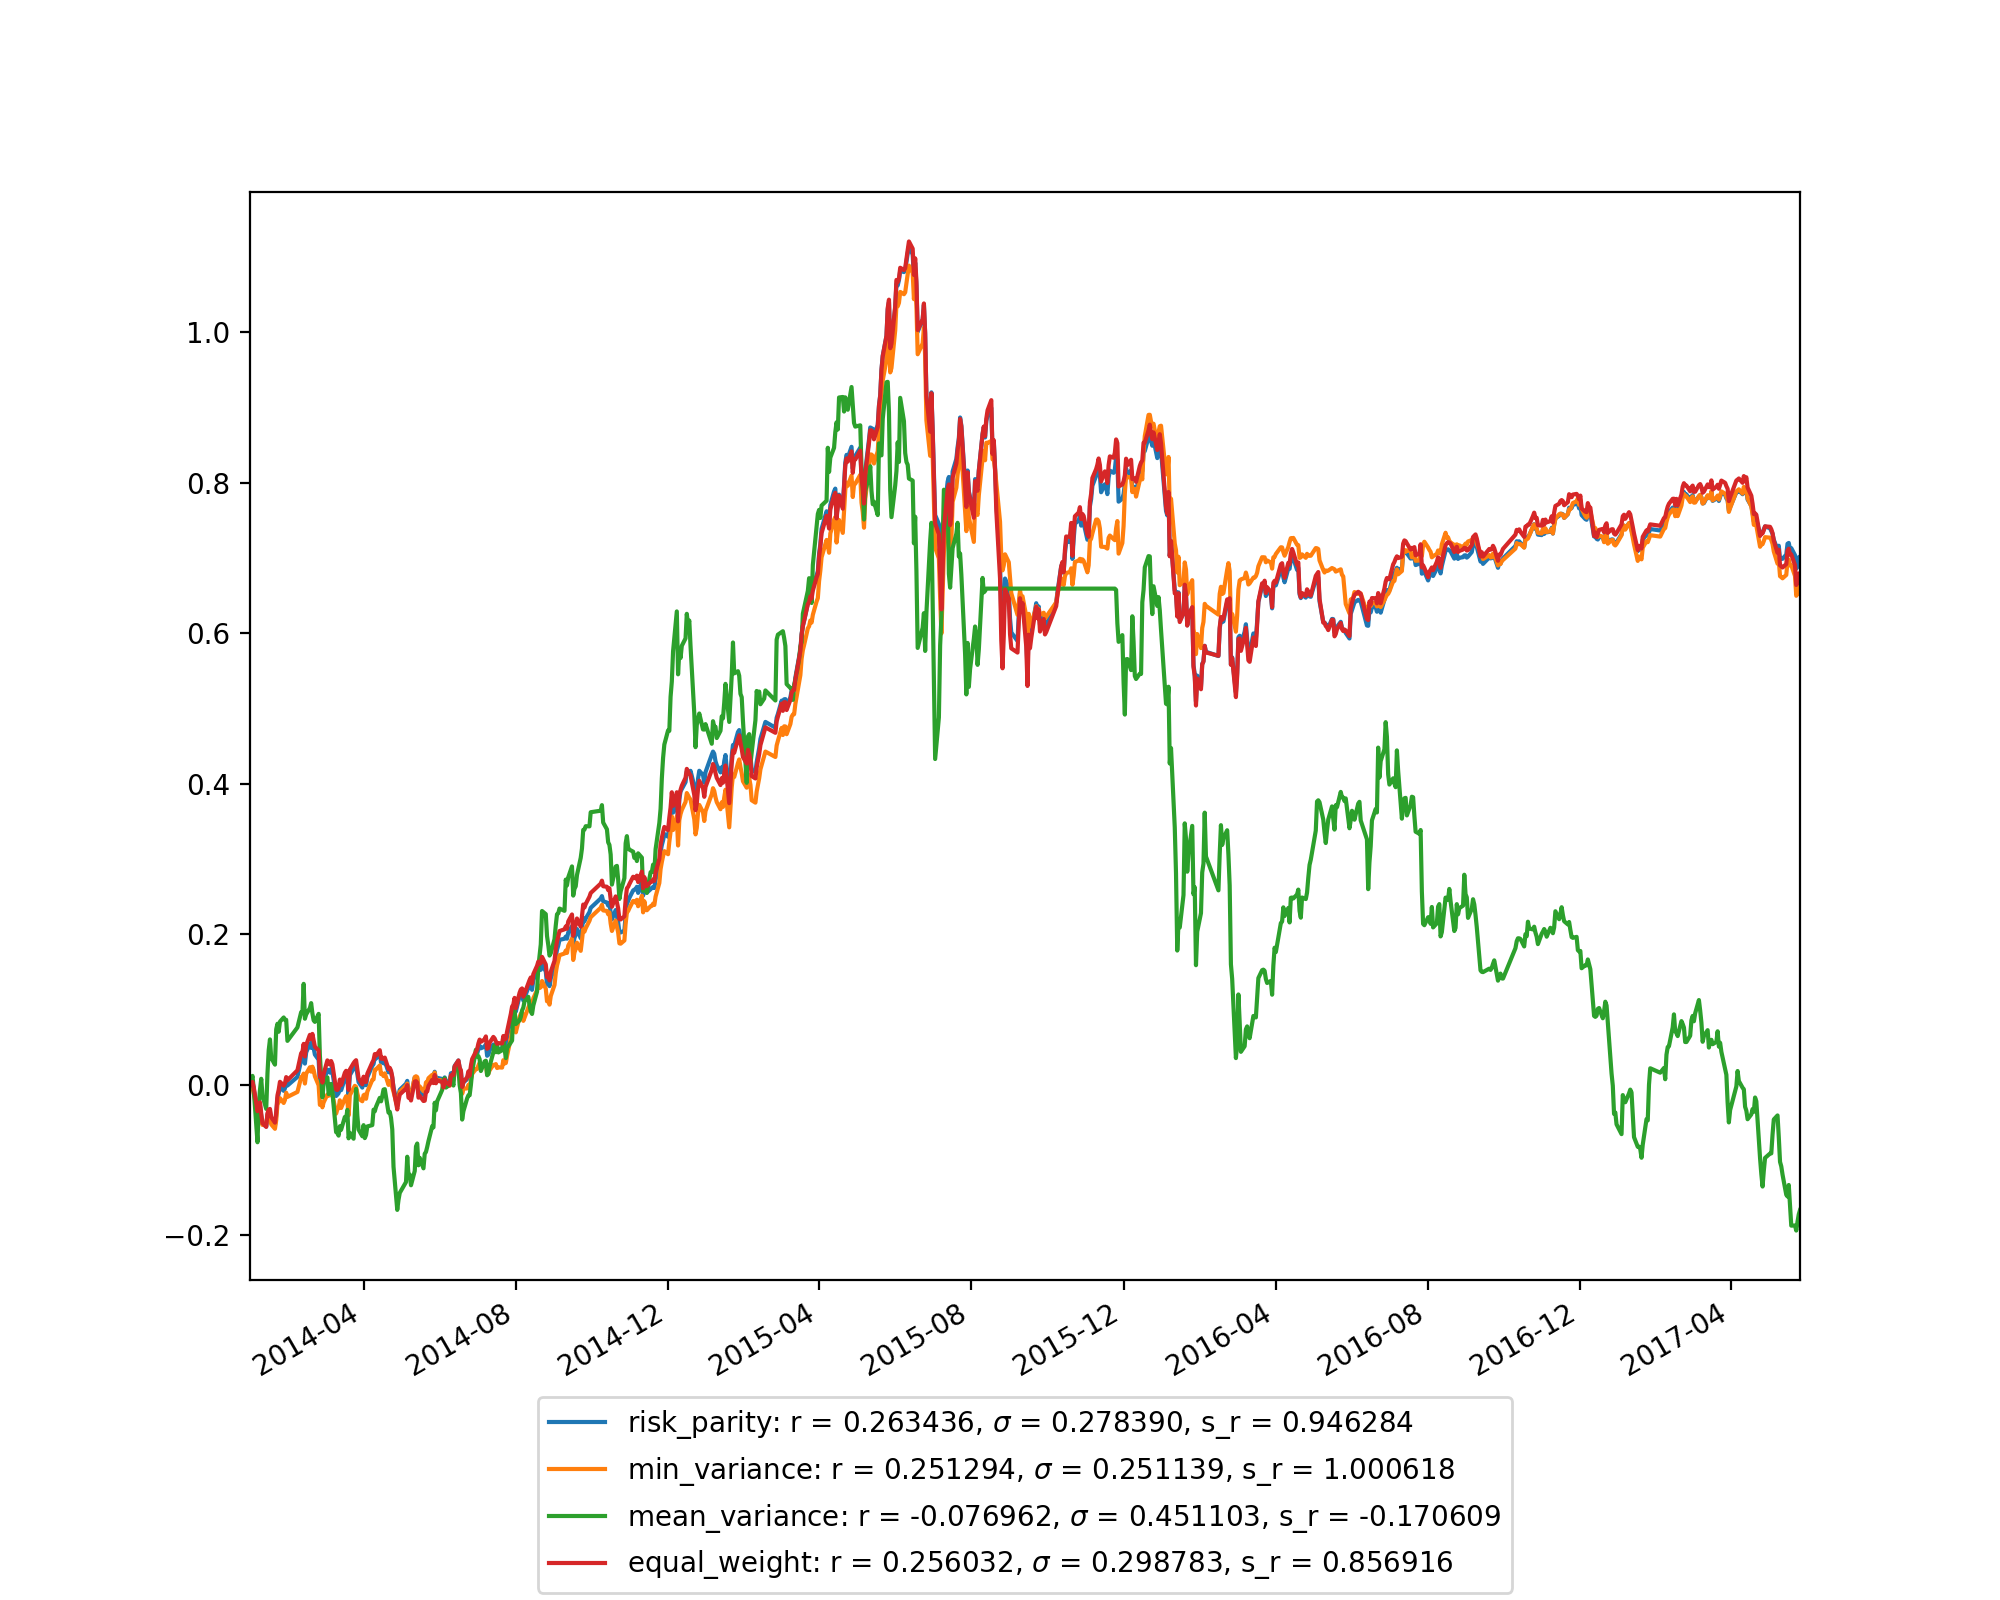 1.0
0.8
0.6
0.4
0.2
0.0
−0.2
2014-04 2014-08 2014-12 2015-04 2015-08 2015-12 2016-04 2016-08 2016-12 2017-04
risk_parity: r = 0.263436, σ = 0.278390, s_r = 0.946284
min_variance: r = 0.251294, σ = 0.251139, s_r = 1.000618
mean_variance: r = -0.076962, σ = 0.451103, s_r = -0.170609
equal_weight: r = 0.256032, σ = 0.298783, s_r = 0.856916